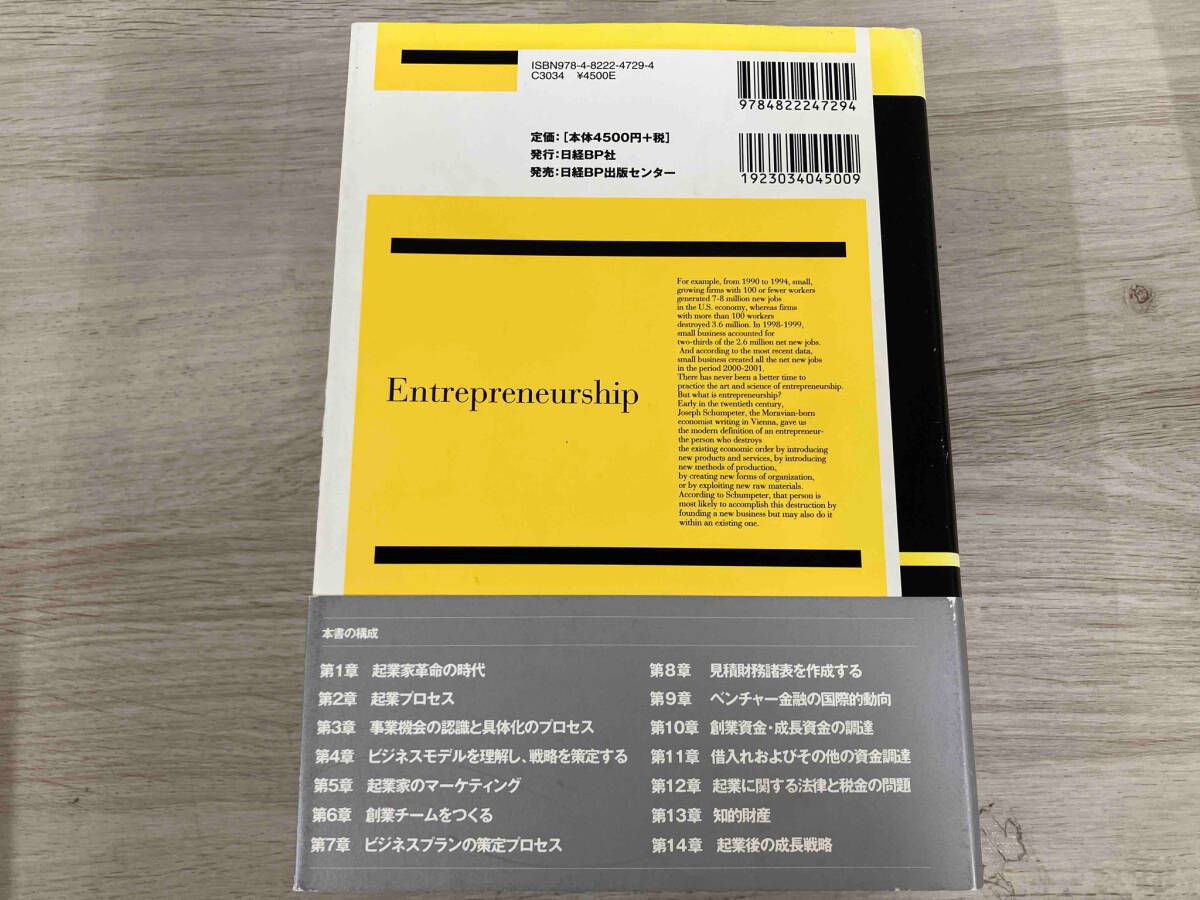 ISBN978-4-8222-4729-4
C3034 ¥4500E
9784822247294
定価：[本体4500円+税]
発行：日経BP社
発売：日経BP出版センター
1923034045009
Entrepreneurship
For example, from 1990 to 1994, small,
growing firms with 100 or fewer workers
generated 7-8 million new jobs
in the U.S. economy, whereas firms
with more than 100 workers
destroyed 3.6 million. In 1998-1999,
small business accounted for
two-thirds of the 2.6 million net new jobs.
And according to the most recent data,
small business created all the net new jobs
in the period 2000-2001.
There has never been a better time to
practice the art and science of entrepreneurship.
But what is entrepreneurship?
Early in the twentieth century,
Joseph Schumpeter, the Moravian-born
economist writing in Vienna, gave us
the modern definition of an entrepreneur-
the person who destroys
the existing economic order by introducing
new products and services, by introducing
new methods of production,
by creating new forms of organization,
or by exploiting new raw materials.
According to Schumpeter, that person is
most likely to accomplish this destruction by
founding a new business but may also do it
within an existing one.
本書の構成
第1章 起業家革命の時代
第2章 起業プロセス
第3章 事業機会の認識と具体化のプロセス
第4章 ビジネスモデルを理解し、戦略を策定する
第5章 起業家のマーケティング
第6章 創業チームをつくる
第7章 ビジネスプランの策定プロセス
第8章 見積財務諸表を作成する
第9章 ベンチャー金融の国際的動向
第10章 創業資金・成長資金の調達
第11章 借入れおよびその他の資金調達
第12章 起業に関する法律と税金の問題
第13章 知的財産
第14章 起業後の成長戦略